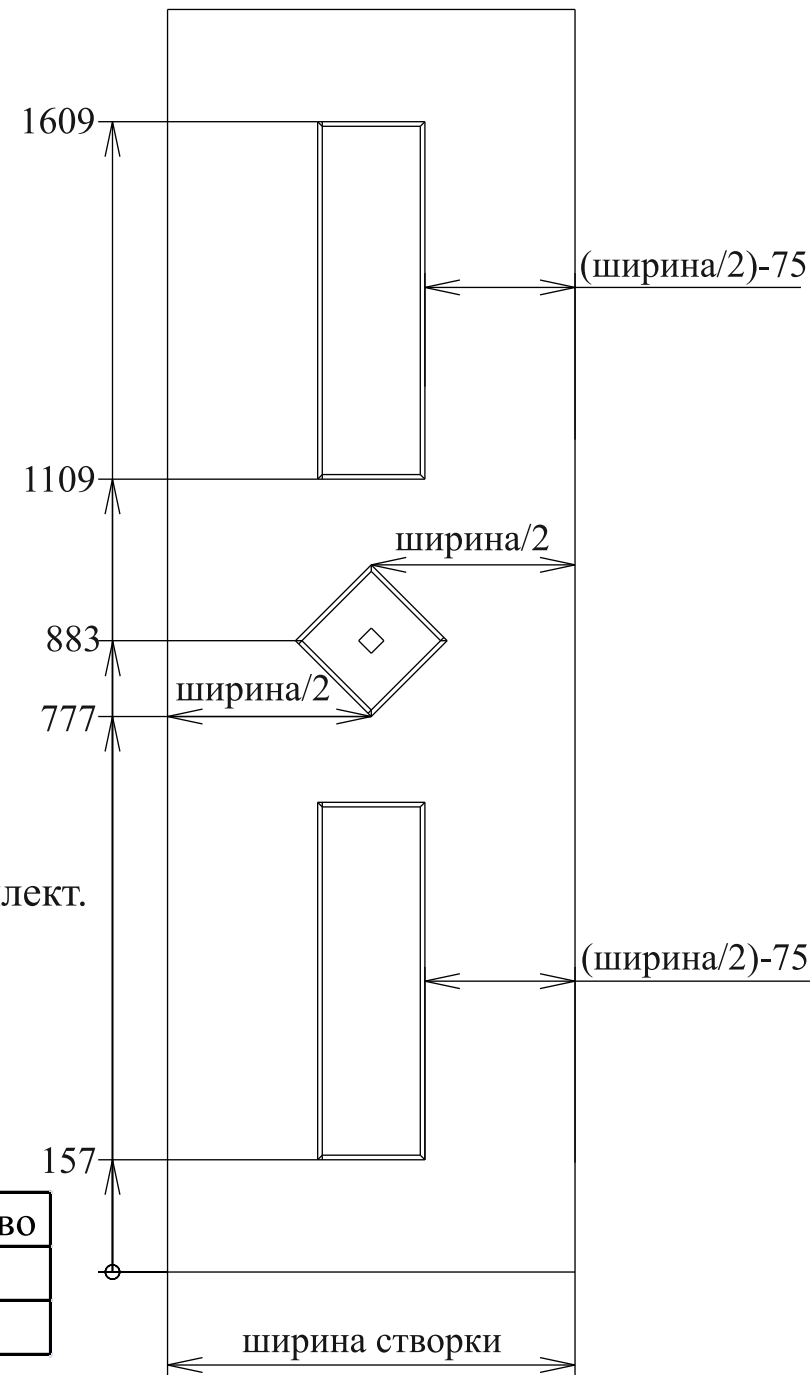 1609
(ширина/2)-75
1109
ширина/2
883
ширина/2
777
лект.
(ширина/2)-75
157
во
ширина створки